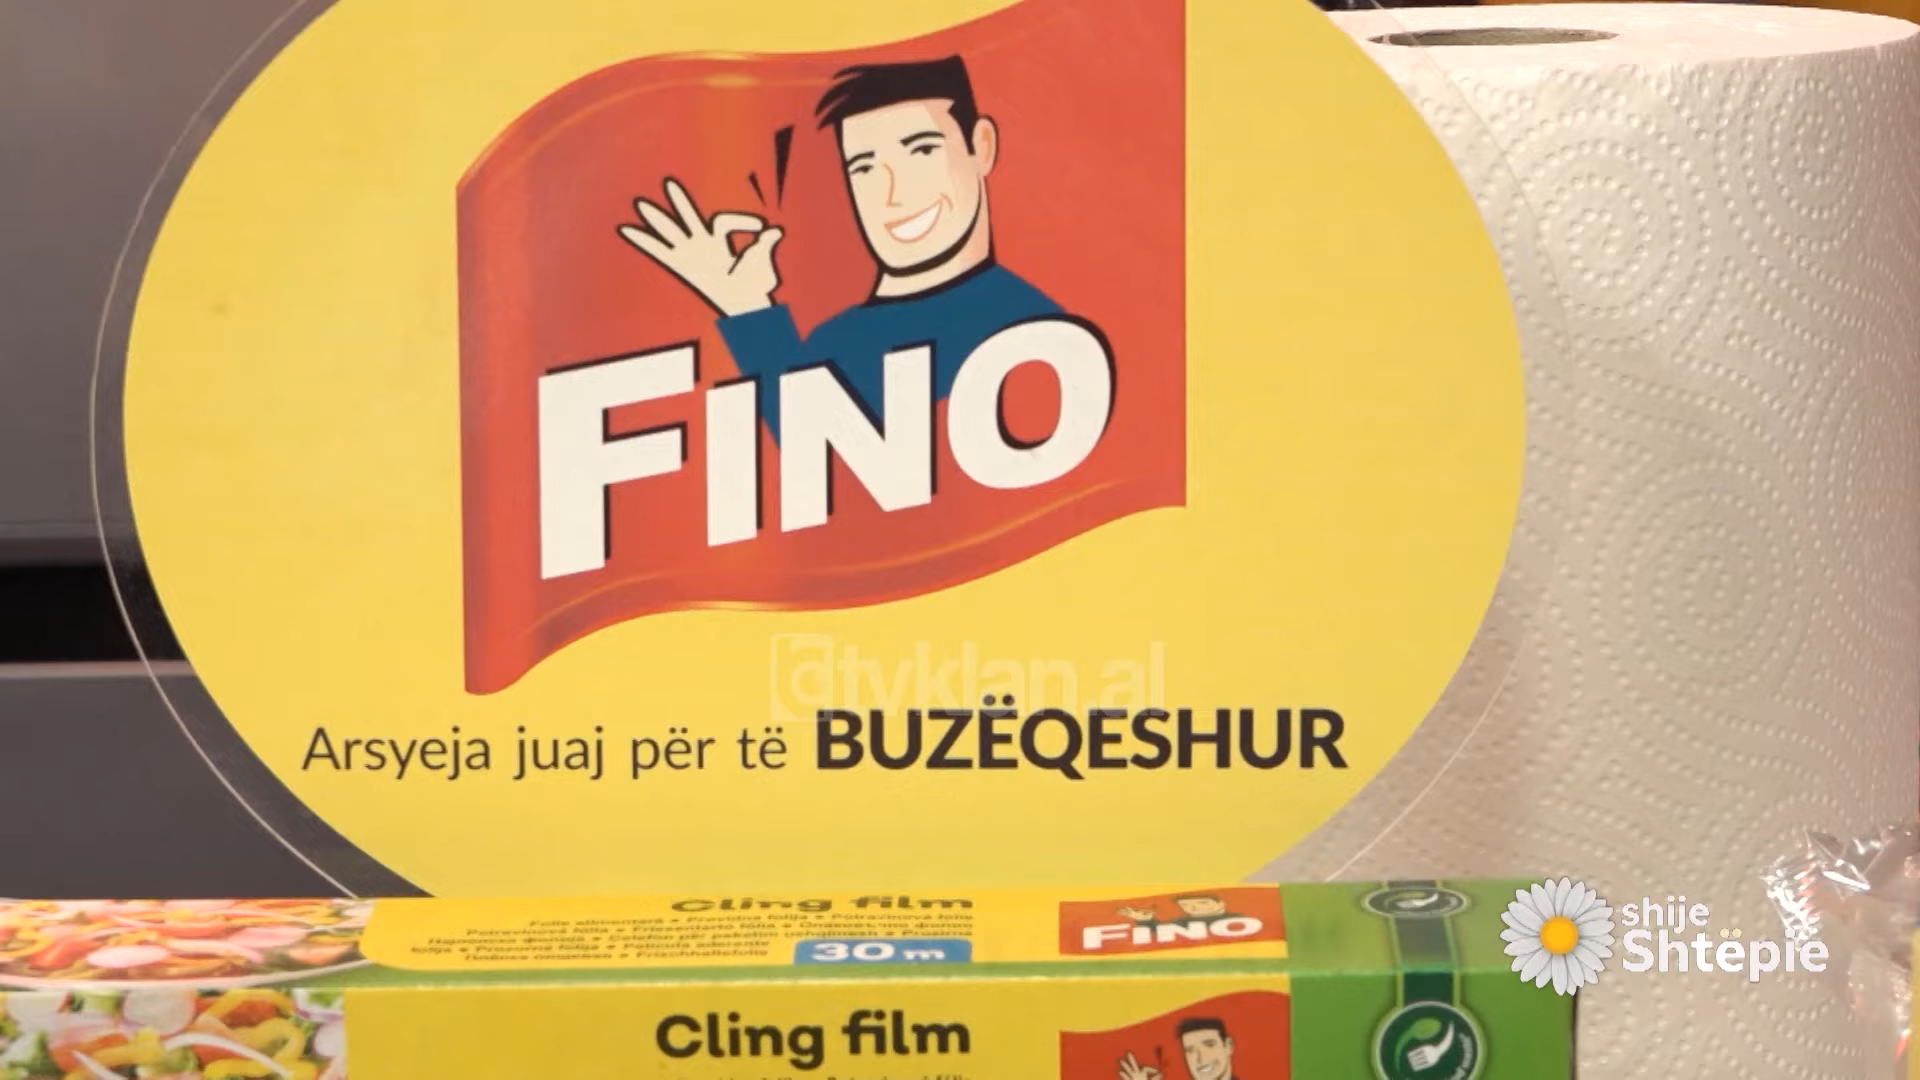 FINO
@tvklan.al
Arsyeja juaj për të BUZËQESHUR
Cling film
30 m
FINO
shije
Shtëpie
Cling film